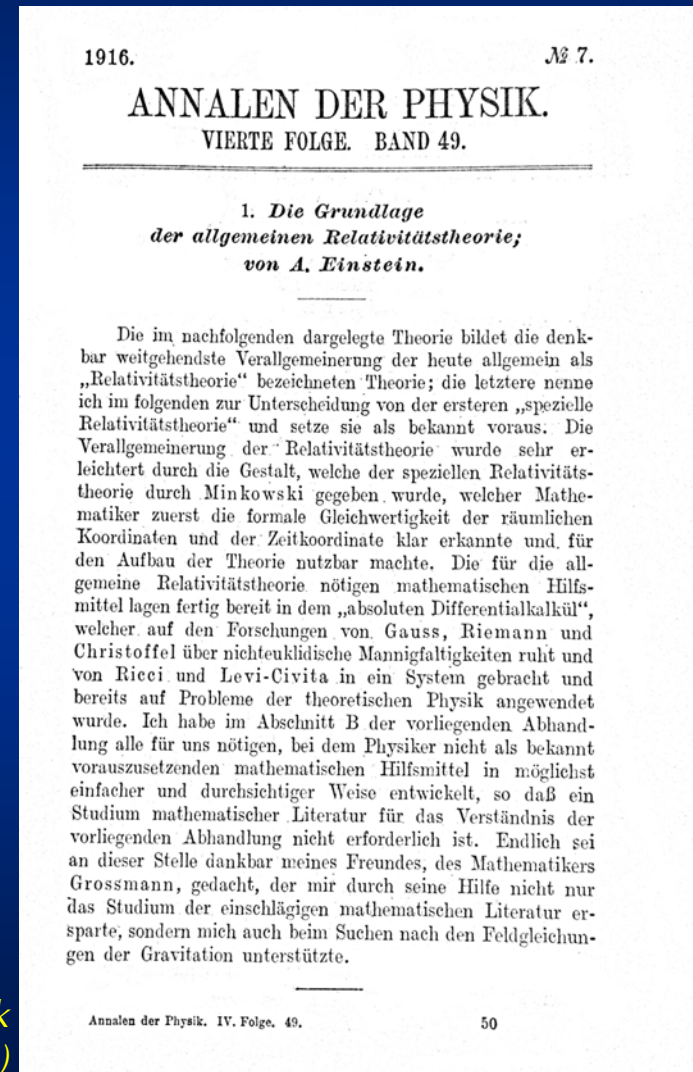 1916.
№ 7.
ANNALEN DER PHYSIK.
VIERTE FOLGE. BAND 49.
1. Die Grundlage
der allgemeinen Relativitätstheorie;
von A. Einstein.
Die im nachfolgenden dargelegte Theorie bildet die denk-
bar weitgehendste Verallgemeinerung der heute allgemein als
„Relativitätstheorie“ bezeichneten Theorie; die letztere nenne
ich im folgenden zur Unterscheidung von der ersteren „spezielle
Relativitätstheorie“ und setze sie als bekannt voraus. Die
Verallgemeinerung der Relativitätstheorie wurde sehr er-
leichtert durch die Gestalt, welche der speziellen Relativitäts-
theorie durch Minkowski gegeben wurde, welcher Mathe-
matiker zuerst die formale Gleichwertigkeit der räumlichen
Koordinaten und der Zeitkoordinate klar erkannte und für
den Aufbau der Theorie nutzbar machte. Die für die all-
gemeine Relativitätstheorie nötigen mathematischen Hilfs-
mittel lagen fertig bereit in dem „absoluten Differentialkalkül“,
welcher auf den Forschungen von Gauss, Riemann und
Christoffel über nichteuklidische Mannigfaltigkeiten ruht und
von Ricci und Levi-Civita in ein System gebracht und
bereits auf Probleme der theoretischen Physik angewendet
wurde. Ich habe im Abschnitt B der vorliegenden Abhand-
lung alle für uns nötigen, bei dem Physiker nicht als bekannt
vorauszusetzenden mathematischen Hilfsmittel in möglichst
einfacher und durchsichtiger Weise entwickelt, so daß ein
Studium mathematischer Literatur für das Verständnis der
vorliegenden Abhandlung nicht erforderlich ist. Endlich sei
an dieser Stelle dankbar meines Freundes, des Mathematikers
Grossmann, gedacht, der mir durch seine Hilfe nicht nur
das Studium der einschlägigen mathematischen Literatur er-
sparte, sondern mich auch beim Suchen nach den Feldgleichun-
gen der Gravitation unterstützte.
Annalen der Physik. IV. Folge. 49.
50
k
)